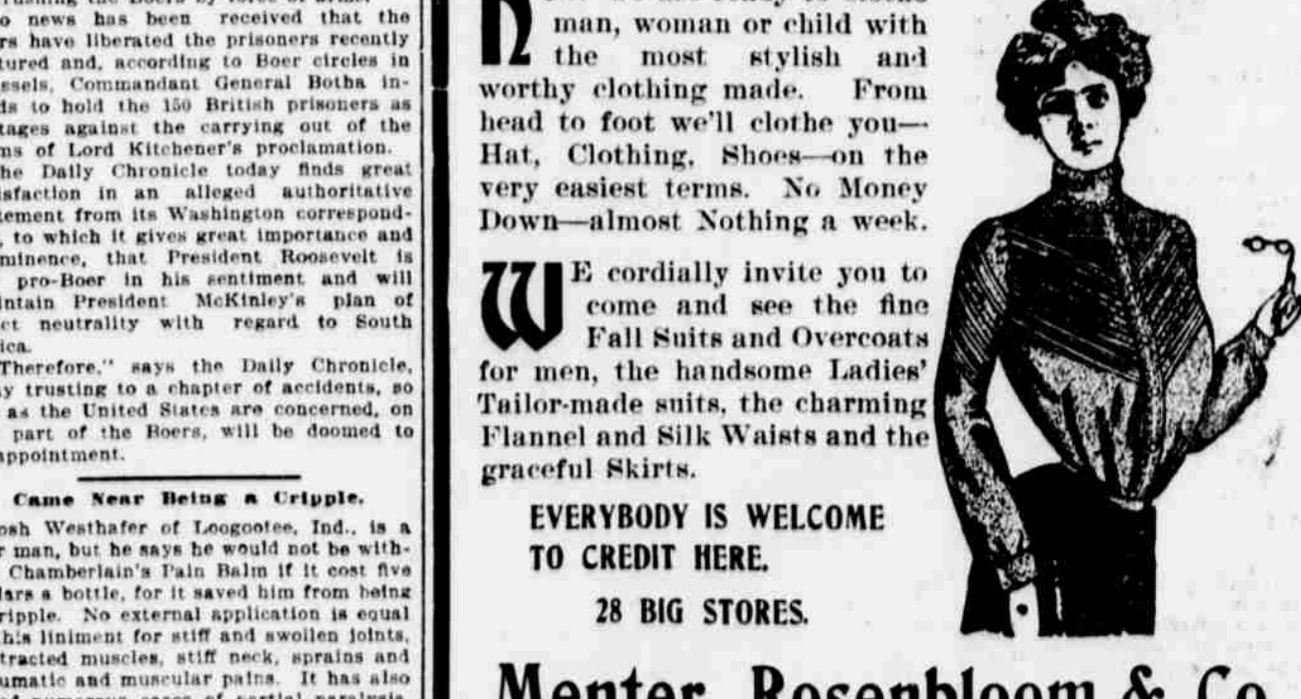 o news has been received that the
rs have liberated the prisoners recently
tured and, according to Boer circles in
ssels, Commandant General Botha in-
ds to hold the 150 British prisoners as
tages against the carrying out of the
ms of Lord Kitchener's proclamation.
he Daily Chronicle today finds great
isfaction in an alleged authoritative
tement from its Washington correspond-
, to which it gives great importance and
minence, that President Roosevelt is
pro-Boer in his sentiment and will
intain President McKinley's plan of
ct neutrality with regard to South
ica.
Therefore," says the Daily Chronicle,
ny trusting to a chapter of accidents, so
as the United States are concerned, on
part of the Boers, will be doomed to
appointment.
Came Near Being a Cripple.
osh Westhafer of Loogootee, Ind., is a
r man, but he says he would not be with-
Chamberlain's Pain Balm if it cost five
lars a bottle, for it saved him from being
ripple. No external application is equal
his liniment for stiff and swollen joints,
tracted muscles, stiff neck, sprains and
umatic and muscular pains. It has also
man, woman or child with
the most stylish and
worthy clothing made. From
head to foot we'll clothe you—
Hat, Clothing, Shoes—on the
very easiest terms. No Money
Down—almost Nothing a week.
WE cordially invite you to
come and see the fine
Fall Suits and Overcoats
for men, the handsome Ladies'
Tailor-made suits, the charming
Flannel and Silk Waists and the
graceful Skirts.
EVERYBODY IS WELCOME
TO CREDIT HERE.
28 BIG STORES.
Menter, Rosenbloom & Co